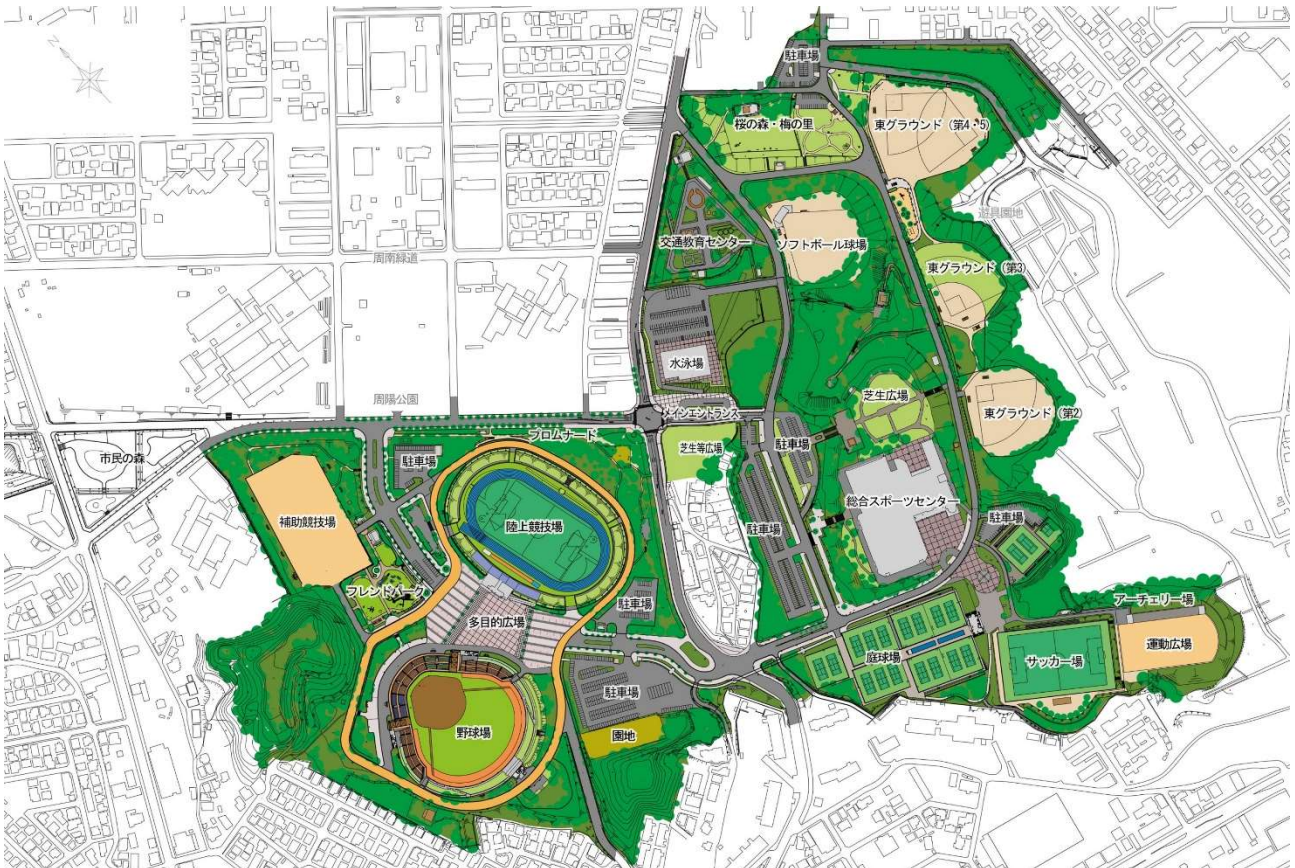 N
駐車場
桜の森・梅の里
東グラウンド（第4・5）
遊具園地
交通教育センター
ソフトボール球場
周南緑道
東グラウンド（第3）
水泳場
芝生広場
周陽公園
メインエントランス
東グラウンド（第2）
プロムナード
芝生等広場
駐車場
市民の森
駐車場
総合スポーツセンター
補助競技場
陸上競技場
駐車場
駐車場
フレンドパーク
アーチェリー場
駐車場
多目的広場
運動広場
庭球場
サッカー場
駐車場
野球場
園地